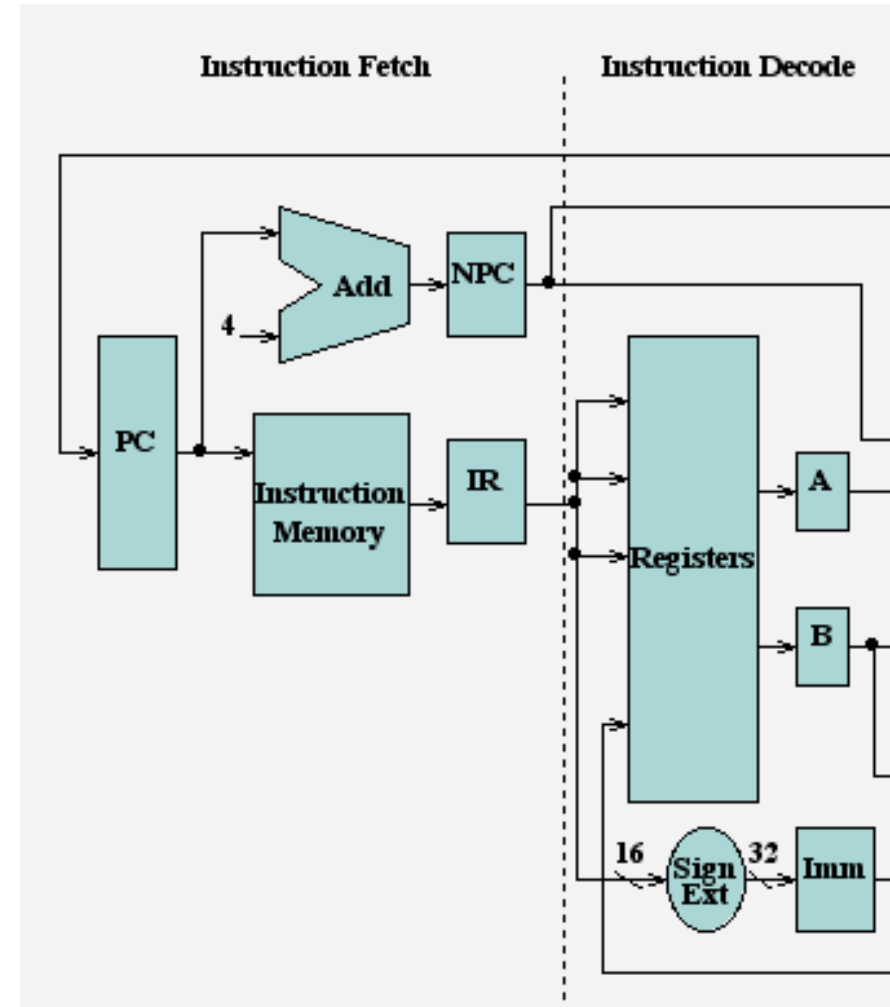 Instruction Fetch
Instruction Decode
Add
NPC
4
PC
IR
Instruction
Memory
A
Registers
B
16
32
Sign
Ext
Imm